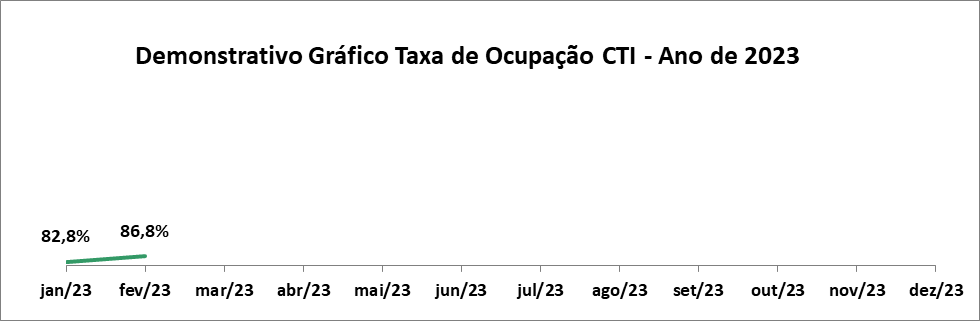 Demonstrativo Gráfico Taxa de Ocupação CTI - Ano de 2023
82,8% 86,8%
jan/23 fev/23 mar/23 abr/23 mai/23 jun/23 jul/23 ago/23 set/23 out/23 nov/23 dez/23